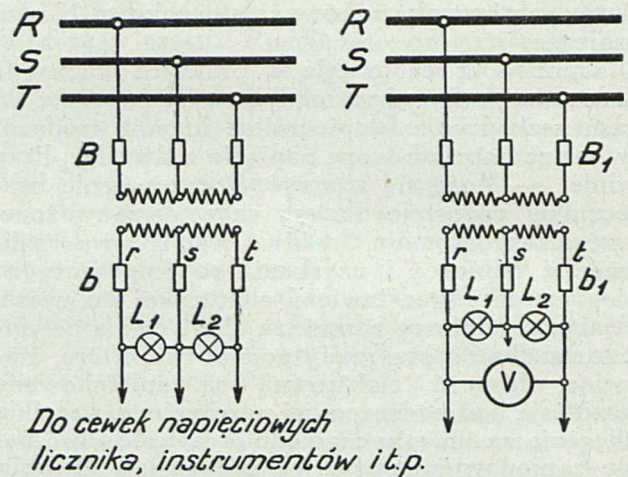 R
S
T
B
r s t
b
L1 L2
Do cewek napięciowych
licznika, instrumentów i t.p.
R
S
T
B1
r s t
b1
L1 L2
V